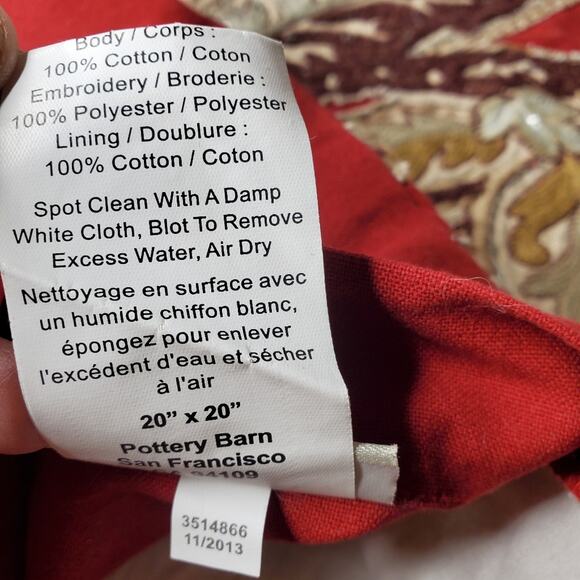 Body / Corps :
100% Cotton / Coton
Embroidery / Broderie :
100% Polyester / Polyester
Lining / Doublure :
100% Cotton / Coton
Spot Clean With A Damp
White Cloth, Blot To Remove
Excess Water, Air Dry
Nettoyage en surface avec
un humide chiffon blanc,
épongez pour enlever
l'excédent d'eau et sécher
à l'air
20" x 20"
Pottery Barn
San Francisco
94109
3514866
11/2013